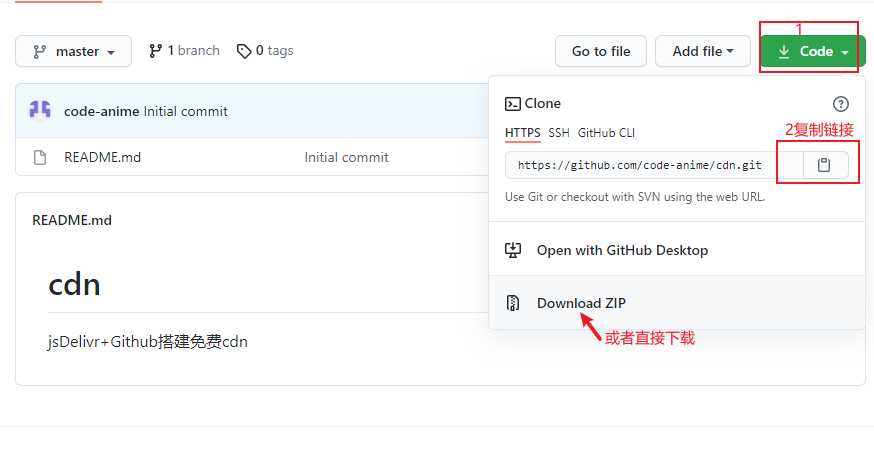 master
1 branch
0 tags
Go to file
Add file
1
Code
code-anime Initial commit
README.md
Initial commit
Clone
?
2复制链接
HTTPS SSH GitHub CLI
https://github.com/code-anime/cdn.git
Use Git or checkout with SVN using the web URL.
Open with GitHub Desktop
Download ZIP
或者直接下载
README.md
cdn
jsDelivr+Github搭建免费cdn